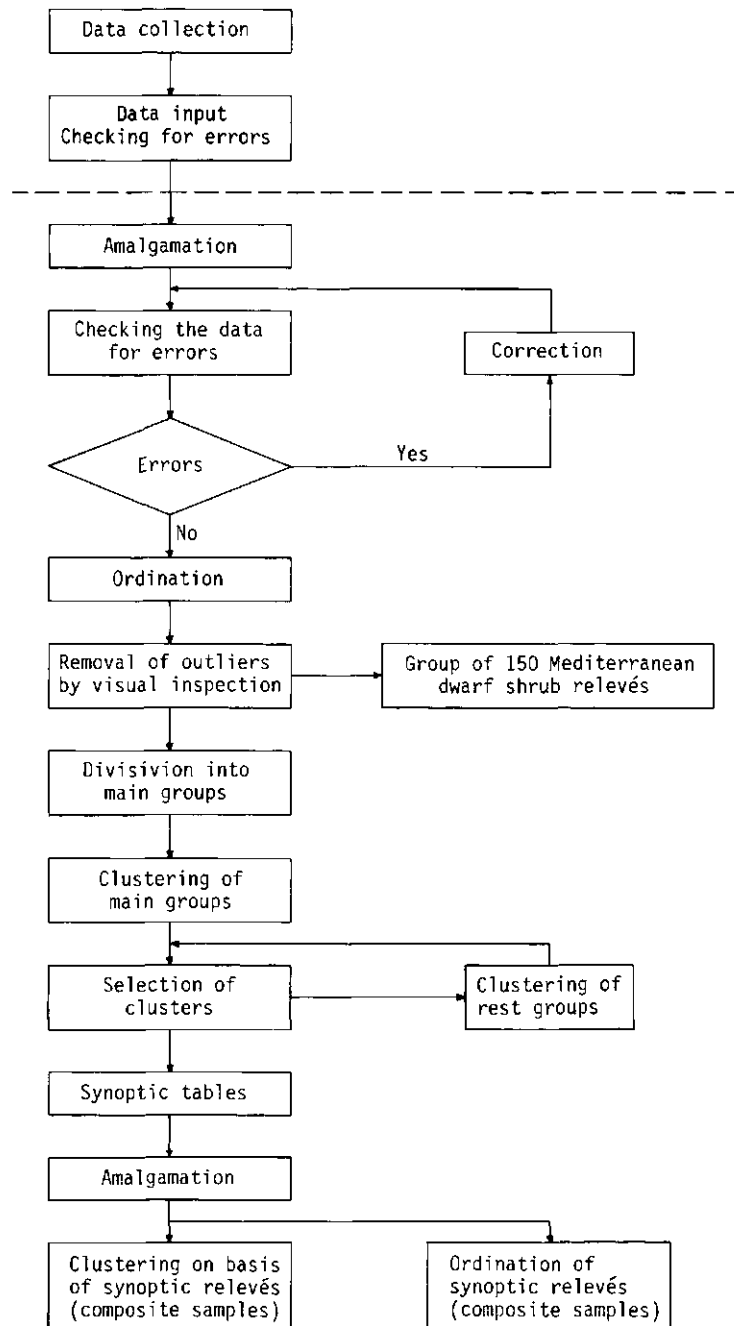 Data collection
Data input
Checking for errors
Amalgamation
Checking the data
for errors
Correction
Errors
Yes
No
Ordination
Removal of outliers
by visual inspection
Group of 150 Mediterranean
dwarf shrub relevés
Divisivion into
main groups
Clustering of
main groups
Selection of
clusters
Clustering of
rest groups
Synoptic tables
Amalgamation
Clustering on basis
of synoptic relevés
(composite samples)
Ordination of
synoptic relevés
(composite samples)